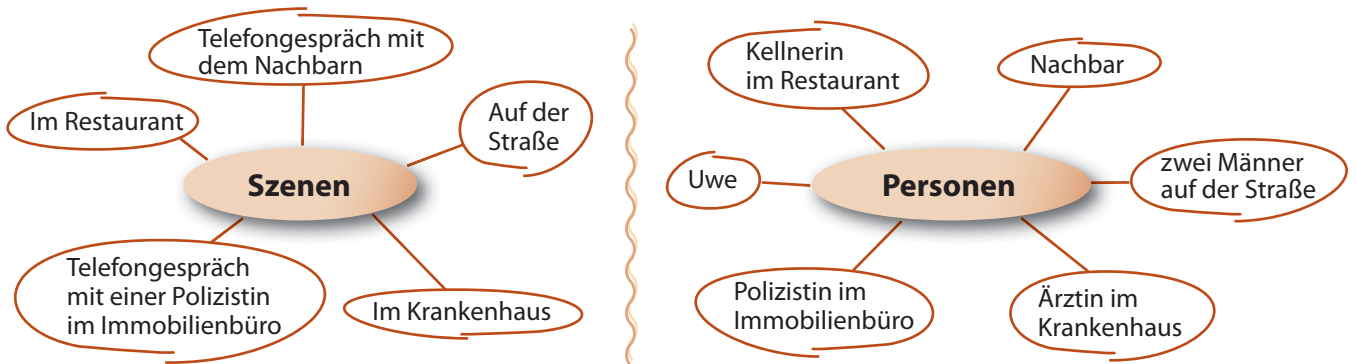 Telefongespräch mit
dem Nachbarn
Im Restaurant
Auf der
Straße
Szenen
Telefongespräch
mit einer Polizistin
im Immobilienbüro
Im Krankenhaus
Kellnerin
im Restaurant
Nachbar
Uwe
Personen
zwei Männer
auf der Straße
Polizistin im
Immobilienbüro
Ärztin im
Krankenhaus